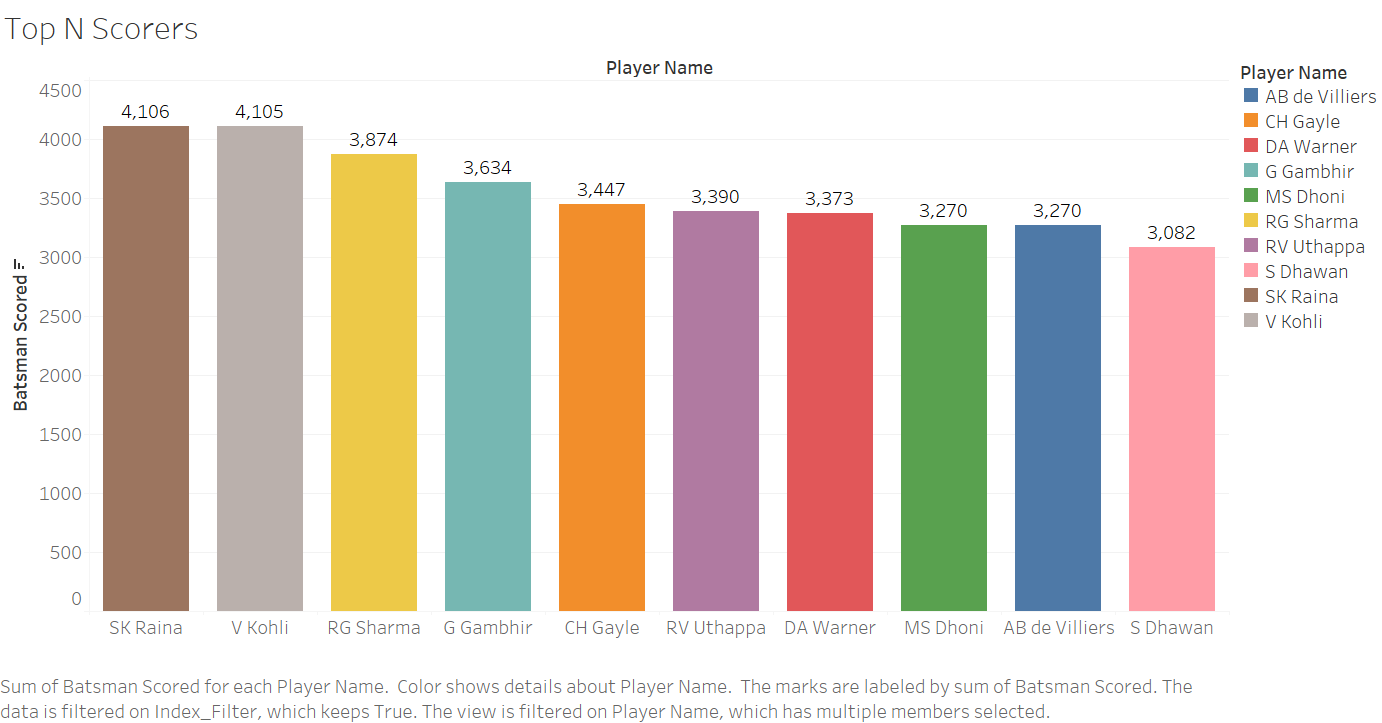 Top N Scorers
Player Name
4500
4000
3500
3000
2500
2000
1500
1000
500
0
Batsman Scored
4,106
4,105
3,874
3,634
3,447
3,390
3,373
3,270
3,270
3,082
SK Raina
V Kohli
RG Sharma
G Gambhir
CH Gayle
RV Uthappa
DA Warner
MS Dhoni
AB de Villiers
S Dhawan
Player Name
AB de Villiers
CH Gayle
DA Warner
G Gambhir
MS Dhoni
RG Sharma
RV Uthappa
S Dhawan
SK Raina
V Kohli
Sum of Batsman Scored for each Player Name.  Color shows details about Player Name.  The marks are labeled by sum of Batsman Scored. The
data is filtered on Index_Filter, which keeps True. The view is filtered on Player Name, which has multiple members selected.